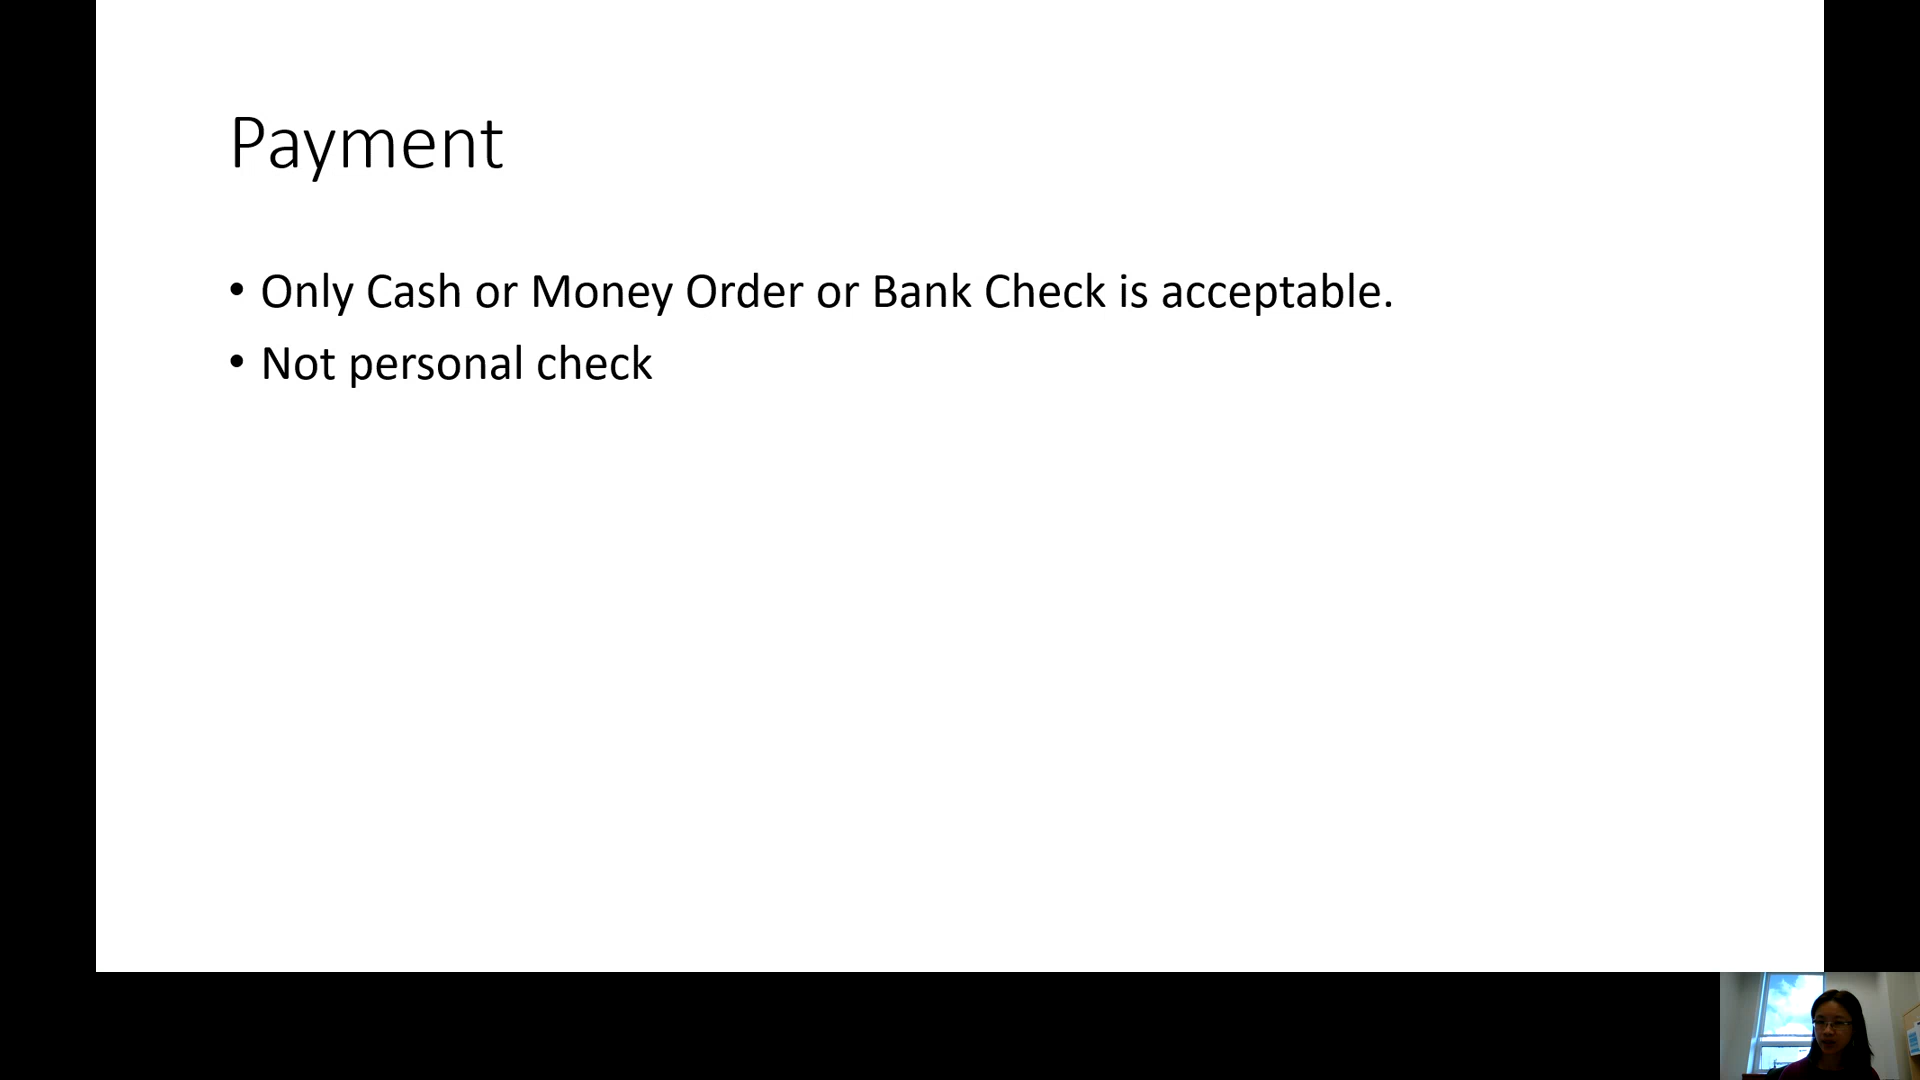 Payment
• Only Cash or Money Order or Bank Check is acceptable.
• Not personal check